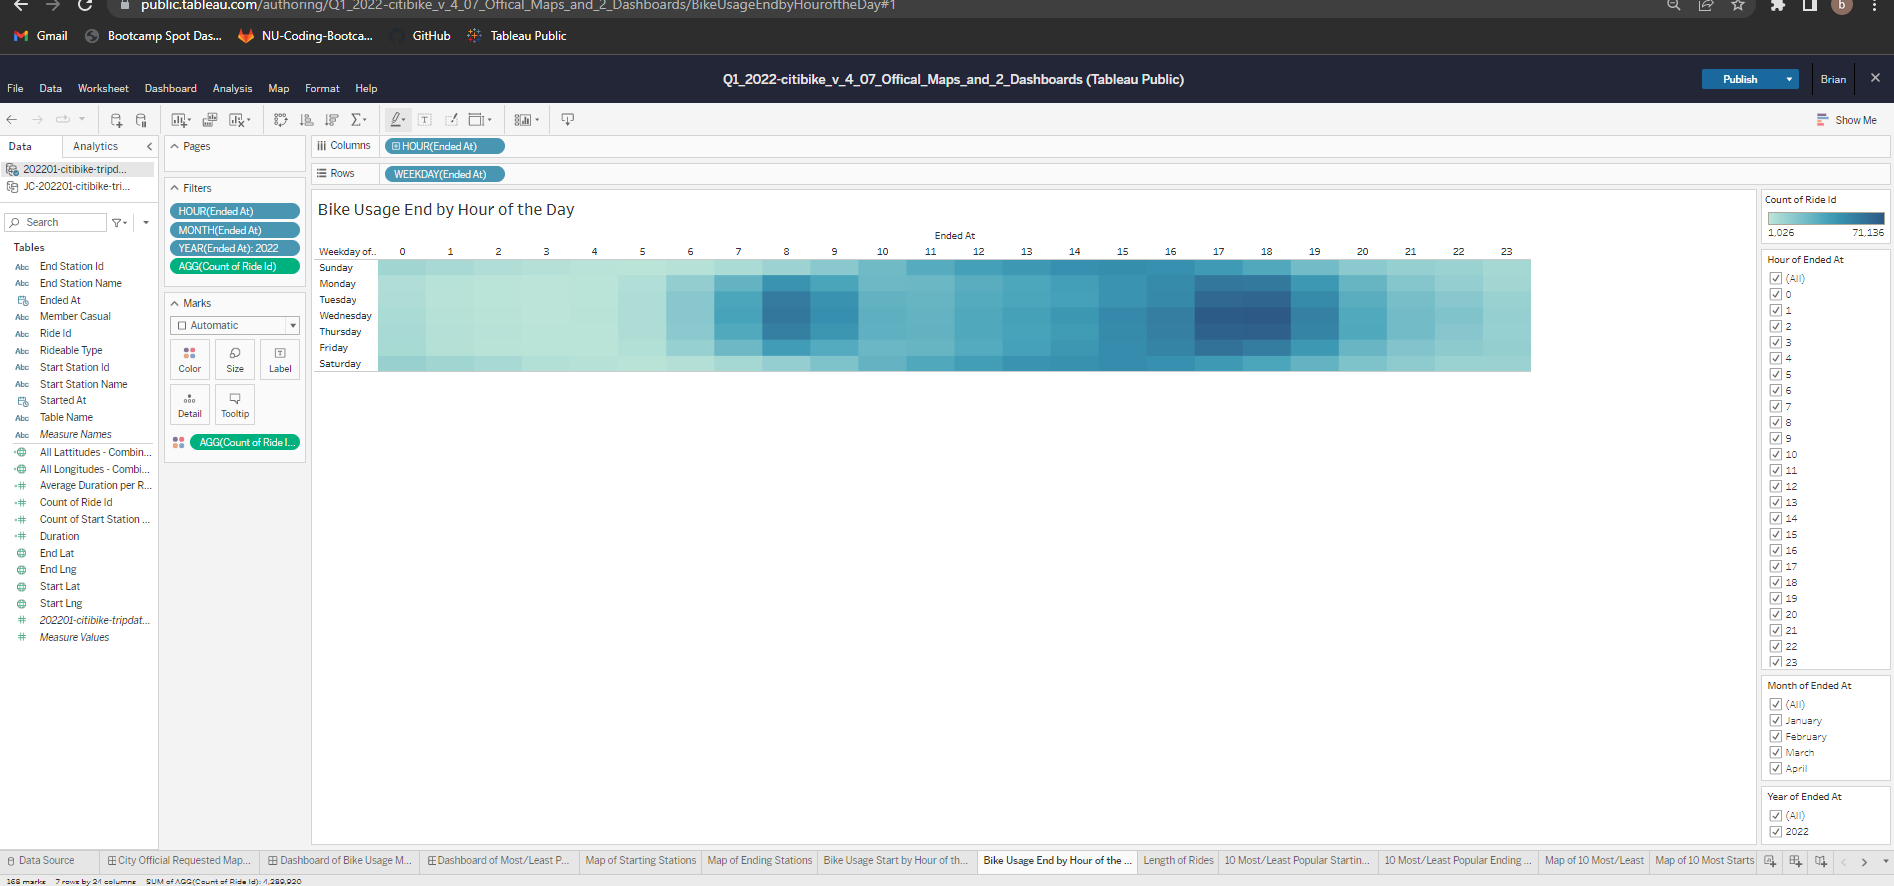 public.tableau.com/authoring/Q1_2022-citibike_v_4_07_Offical_Maps_and_2_Dashboards/BikeUsageEndbyHouroftheDay#1
b
Gmail
Bootcamp Spot Das...
NU-Coding-Bootca...
GitHub
Tableau Public
Q1_2022-citibike_v_4_07_Offical_Maps_and_2_Dashboards (Tableau Public)
Publish
Brian
File Data Worksheet Dashboard Analysis Map Format Help
Show Me
Data
Analytics
202201-citibike-tripd...
JC-202201-citibike-tri...
Search
Tables
Abc End Station Id
Abc End Station Name
Ended At
Abc Member Casual
Abc Ride Id
Abc Rideable Type
Abc Start Station Id
Abc Start Station Name
Started At
Abc Table Name
Abc Measure Names
All Lattitudes - Combin...
All Longitudes - Combi...
Average Duration per R...
Count of Ride Id
Count of Start Station ...
Duration
End Lat
End Lng
Start Lat
Start Lng
202201-citibike-tripdat...
Measure Values
Pages
Filters
HOUR(Ended At)
MONTH(Ended At)
YEAR(Ended At): 2022
AGG(Count of Ride Id)
Marks
Automatic
Color
Size
Label
Detail
Tooltip
AGG(Count of Ride I...
Columns
HOUR(Ended At)
Rows
WEEKDAY(Ended At)
Bike Usage End by Hour of the Day
Ended At
Weekday of.. 0 1 2 3 4 5 6 7 8 9 10 11 12 13 14 15 16 17 18 19 20 21 22 23
Sunday
Monday
Tuesday
Wednesday
Thursday
Friday
Saturday
Count of Ride Id
1,026 71,136
Hour of Ended At
(All)
0
1
2
3
4
5
6
7
8
9
10
11
12
13
14
15
16
17
18
19
20
21
22
23
Month of Ended At
(All)
January
February
March
April
Year of Ended At
(All)
2022
Data Source
City Official Requested Map...
Dashboard of Bike Usage M...
Dashboard of Most/Least P...
Map of Starting Stations
Map of Ending Stations
Bike Usage Start by Hour of th...
Bike Usage End by Hour of the ...
Length of Rides
10 Most/Least Popular Startin...
10 Most/Least Popular Ending ...
Map of 10 Most/Least
Map of 10 Most Starts
168 marks 7 rows by 24 columns SUM of AGG(Count of Ride Id): 4,289,920